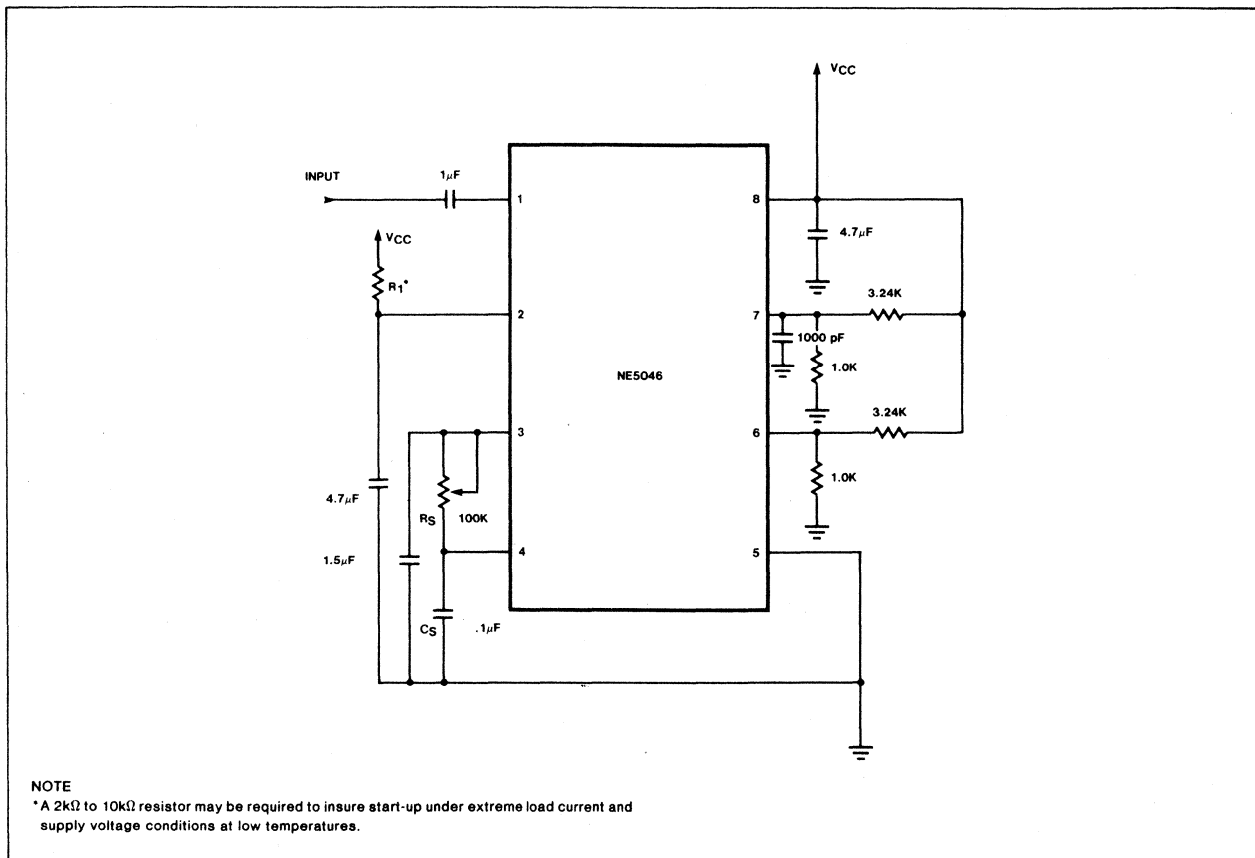 VCC
INPUT
1μF
1
8
4.7μF
VCC
R1*
3.24K
2
7
1000 pF
NE5046
1.0K
3.24K
3
6
1.0K
4.7μF
RS
100K
1.5μF
4
5
CS
.1μF
NOTE
*A 2kΩ to 10kΩ resistor may be required to insure start-up under extreme load current and
supply voltage conditions at low temperatures.